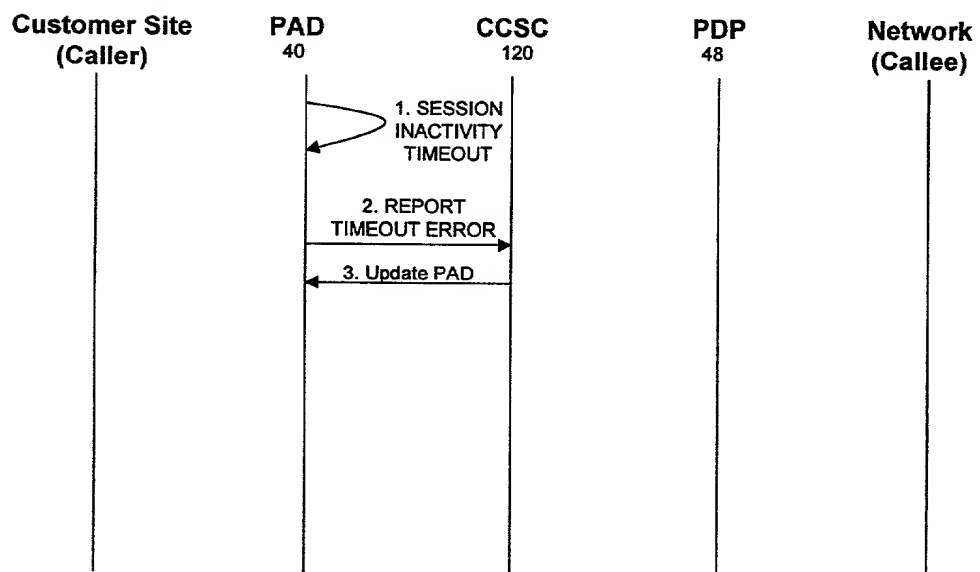 Customer Site
(Caller)
PAD
40
CCSC
120
PDP
48
Network
(Callee)
1. SESSION
INACTIVITY
TIMEOUT
2. REPORT
TIMEOUT ERROR
3. Update PAD